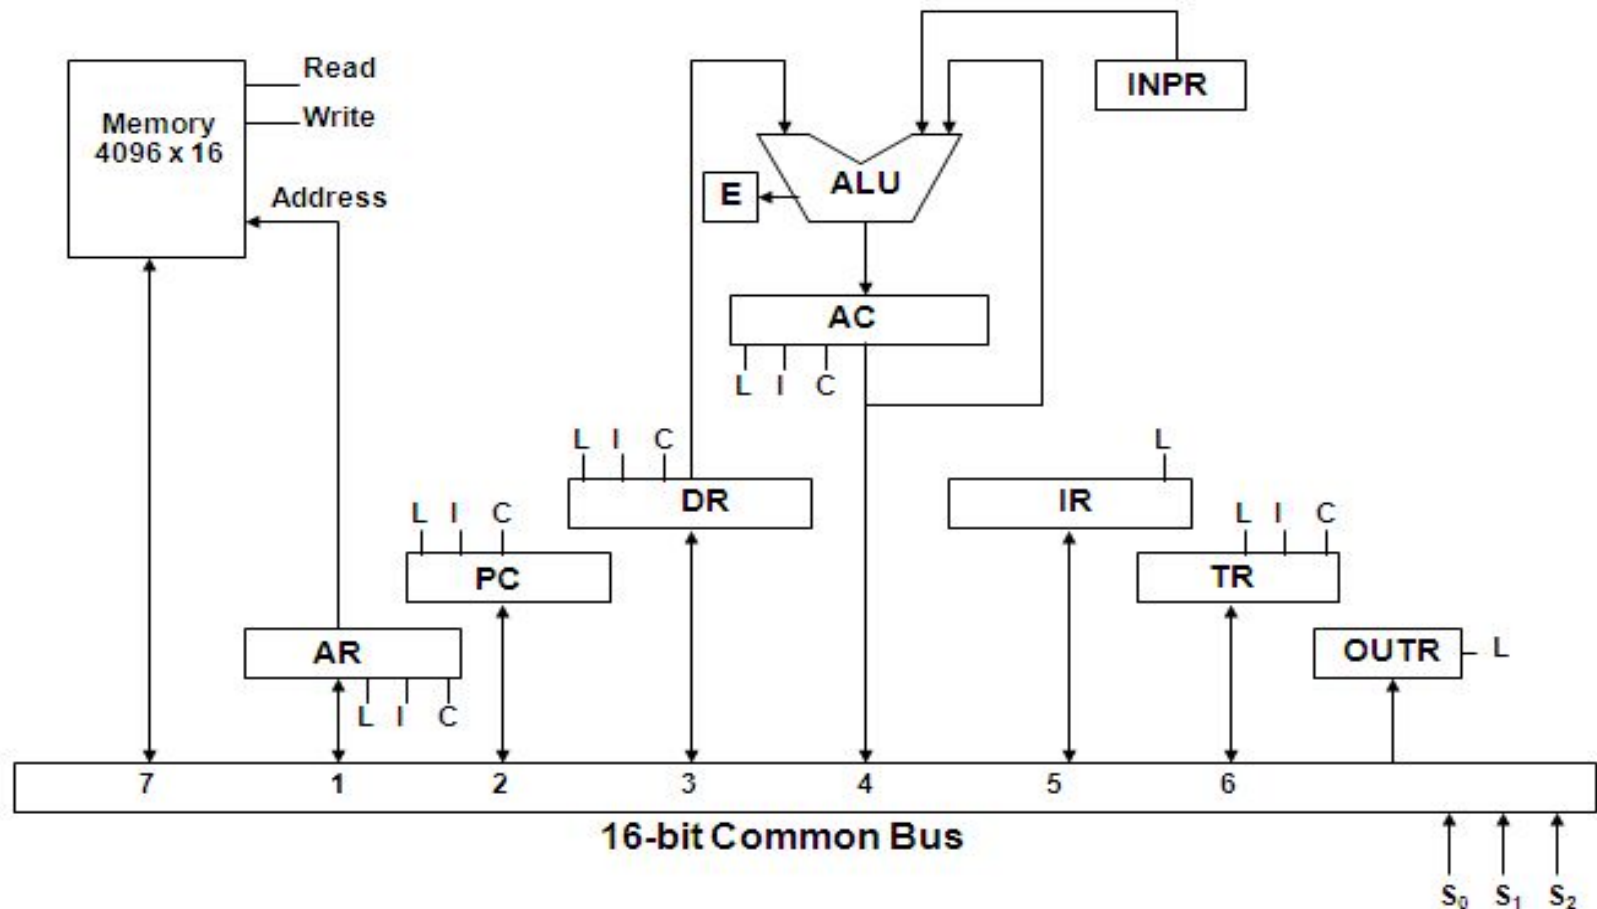 Read
INPR
Write
Memory
4096 x 16
Address
E
ALU
AC
L I C
L I C
L
DR
IR
L I C
L I C
PC
TR
AR
OUTR L
L I C
7 1 2 3 4 5 6
16-bit Common Bus
S₀ S₁ S₂